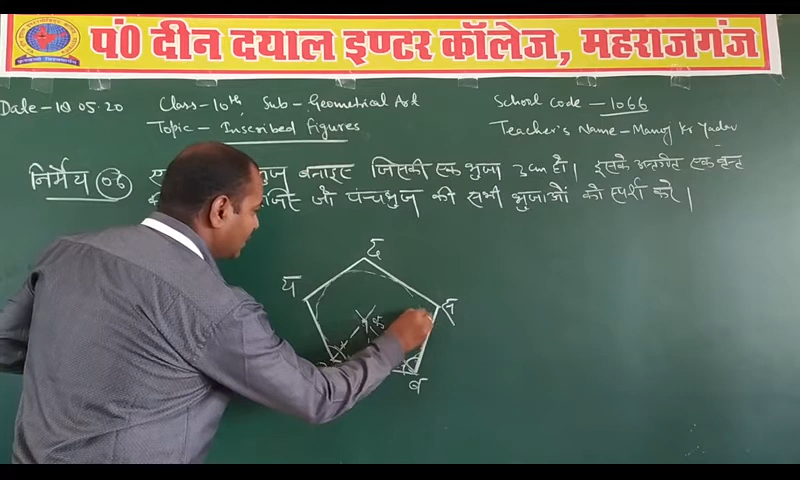 पं0 दीन दयाल इण्टर कॉलेज, महराजगंज
Date-10.05.20 Class-10th, Sub-Geometrical Art School Code-1066
Topic-Inscribed figures Teacher's Name-Manoj Kr Yadav
निर्मेय 06 बनाइए जिसकी एक भुजा 3cm हो। इसके अन्तर्गत एक वृत्त
जो पंचभुज की सभी भुजाओं को स्पर्श करे।
द
य
स
ब